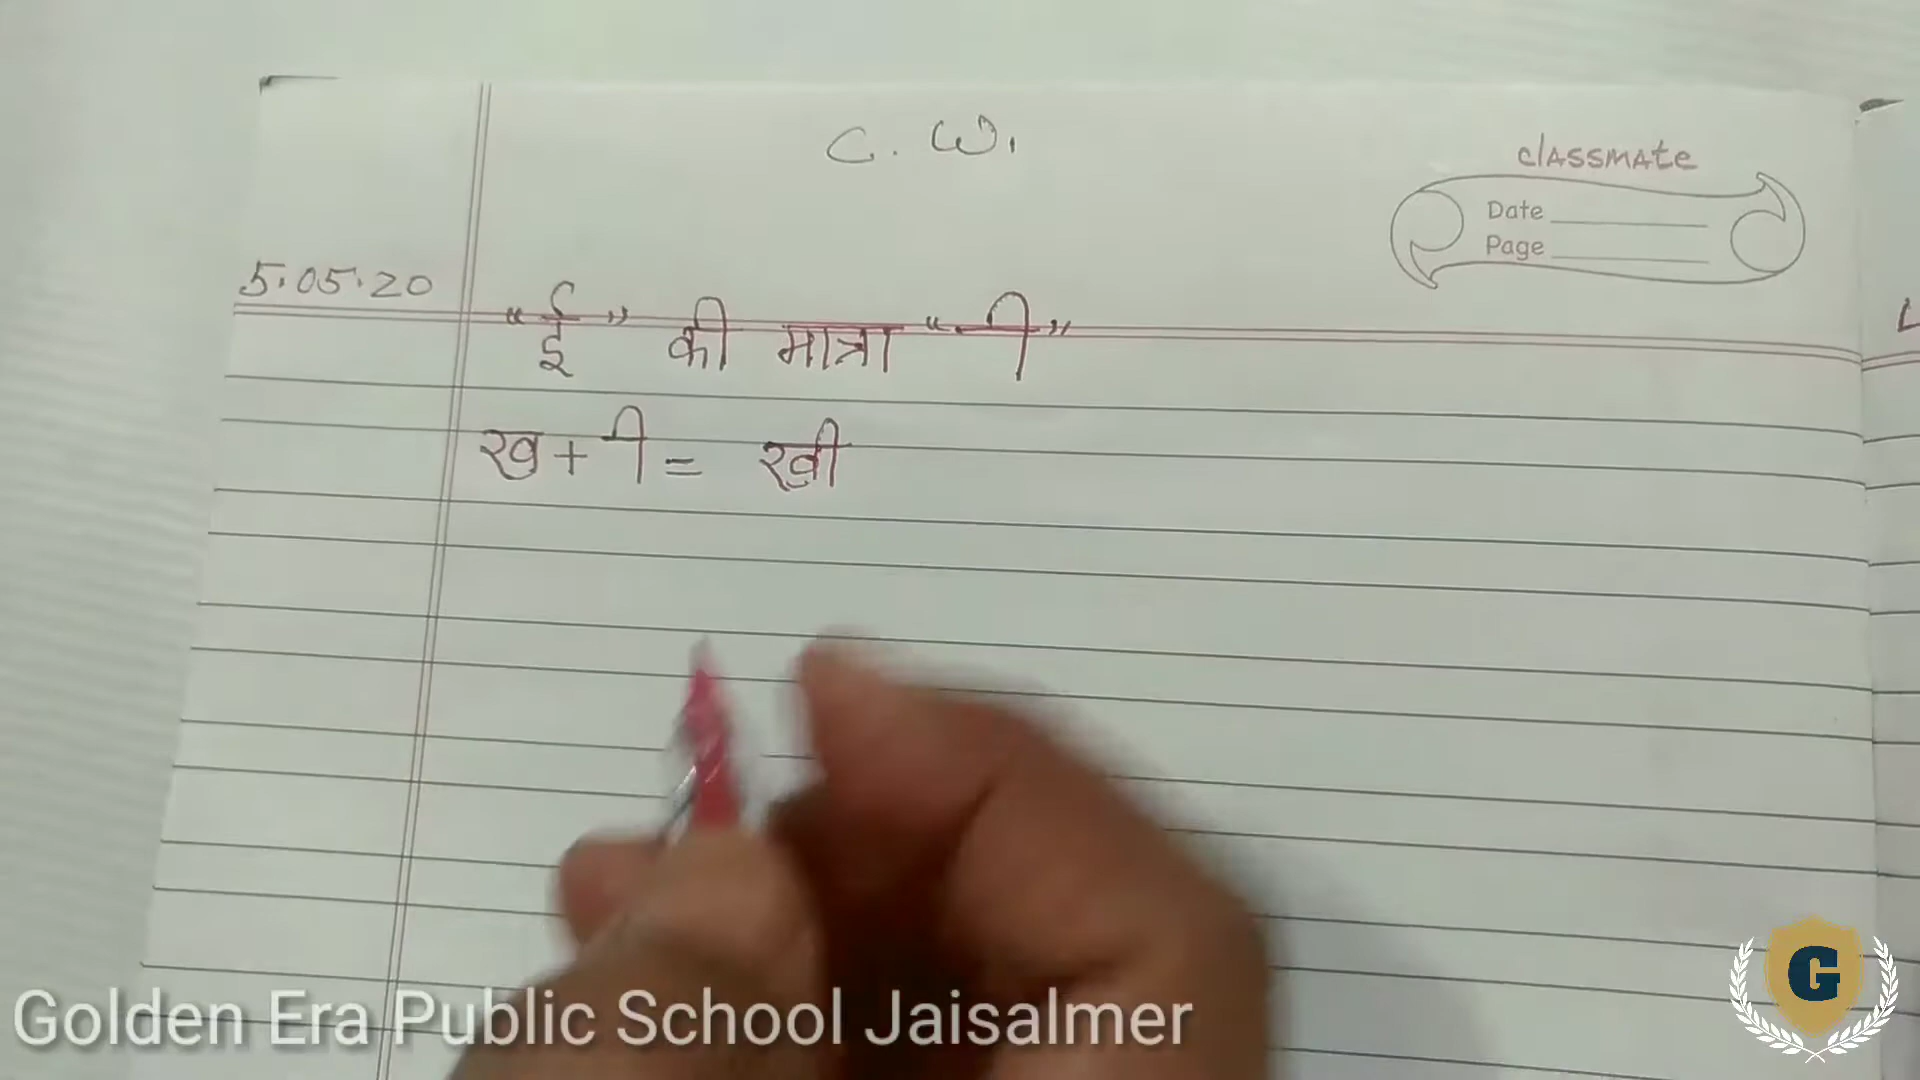 C. W.
classmate
Date
Page
5.05.20
"ई" की मात्रा "ी"
ख + ी = खी
Golden Era Public School Jaisalmer
G